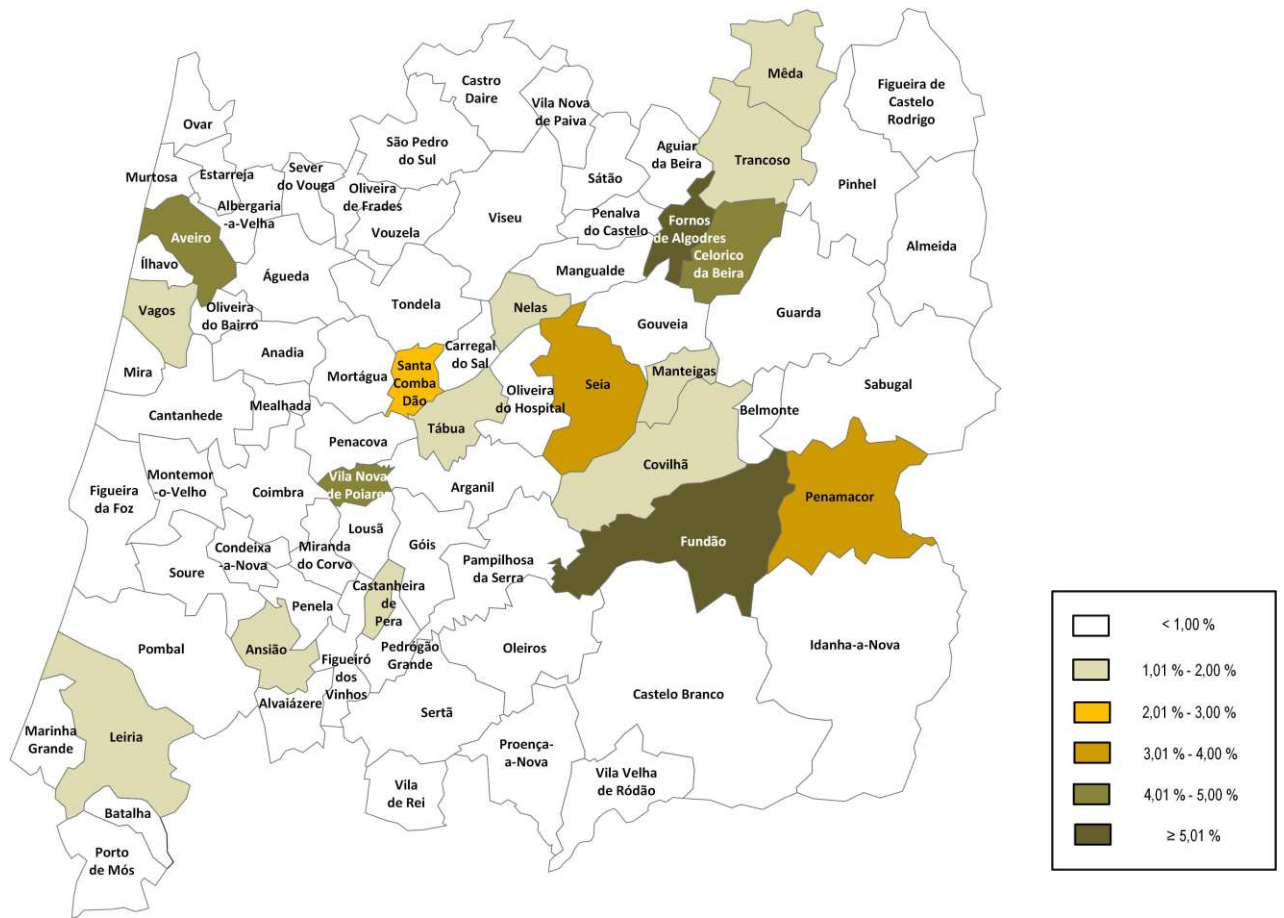 Mêda
Figueira de
Castelo
Rodrigo
Castro
Daire
Vila Nova
de Paiva
Ovar
São Pedro
do Sul
Aguiar
da Beira
Trancoso
Murtosa
Estarreja
Sever
do Vouga
Oliveira
de Frades
Sátão
Pinhel
Albergaria
-a-Velha
Viseu
Penalva
do Castelo
Fornos
de Algodres
Aveiro
Vouzela
Almeida
Celorico
da Beira
Ílhavo
Águeda
Mangualde
Vagos
Oliveira
do Bairro
Tondela
Nelas
Gouveia
Guarda
Anadia
Carregal
do Sal
Mira
Mortágua
Santa
Comba
Dão
Seia
Manteigas
Sabugal
Oliveira
do Hospital
Belmonte
Cantanhede
Mealhada
Tábua
Penacova
Covilhã
Montemor
-o-Velho
Vila Nova
de Poiares
Figueira
da Foz
Coimbra
Arganil
Penamacor
Lousã
Fundão
Condeixa
-a-Nova
Miranda
do Corvo
Góis
Pampilhosa
da Serra
Soure
Castanheira
de
Pera
Penela
Pombal
Ansião
Figueiró
dos
Vinhos
Pedrógão
Grande
Oleiros
Idanha-a-Nova
Castelo Branco
Alvaiázere
Sertã
Marinha
Grande
Leiria
Proença-
a-Nova
Vila
de Rei
Vila Velha
de Ródão
Batalha
Porto
de Mós
< 1,00 %
1,01 % - 2,00 %
2,01 % - 3,00 %
3,01 % - 4,00 %
4,01 % - 5,00 %
≥ 5,01 %